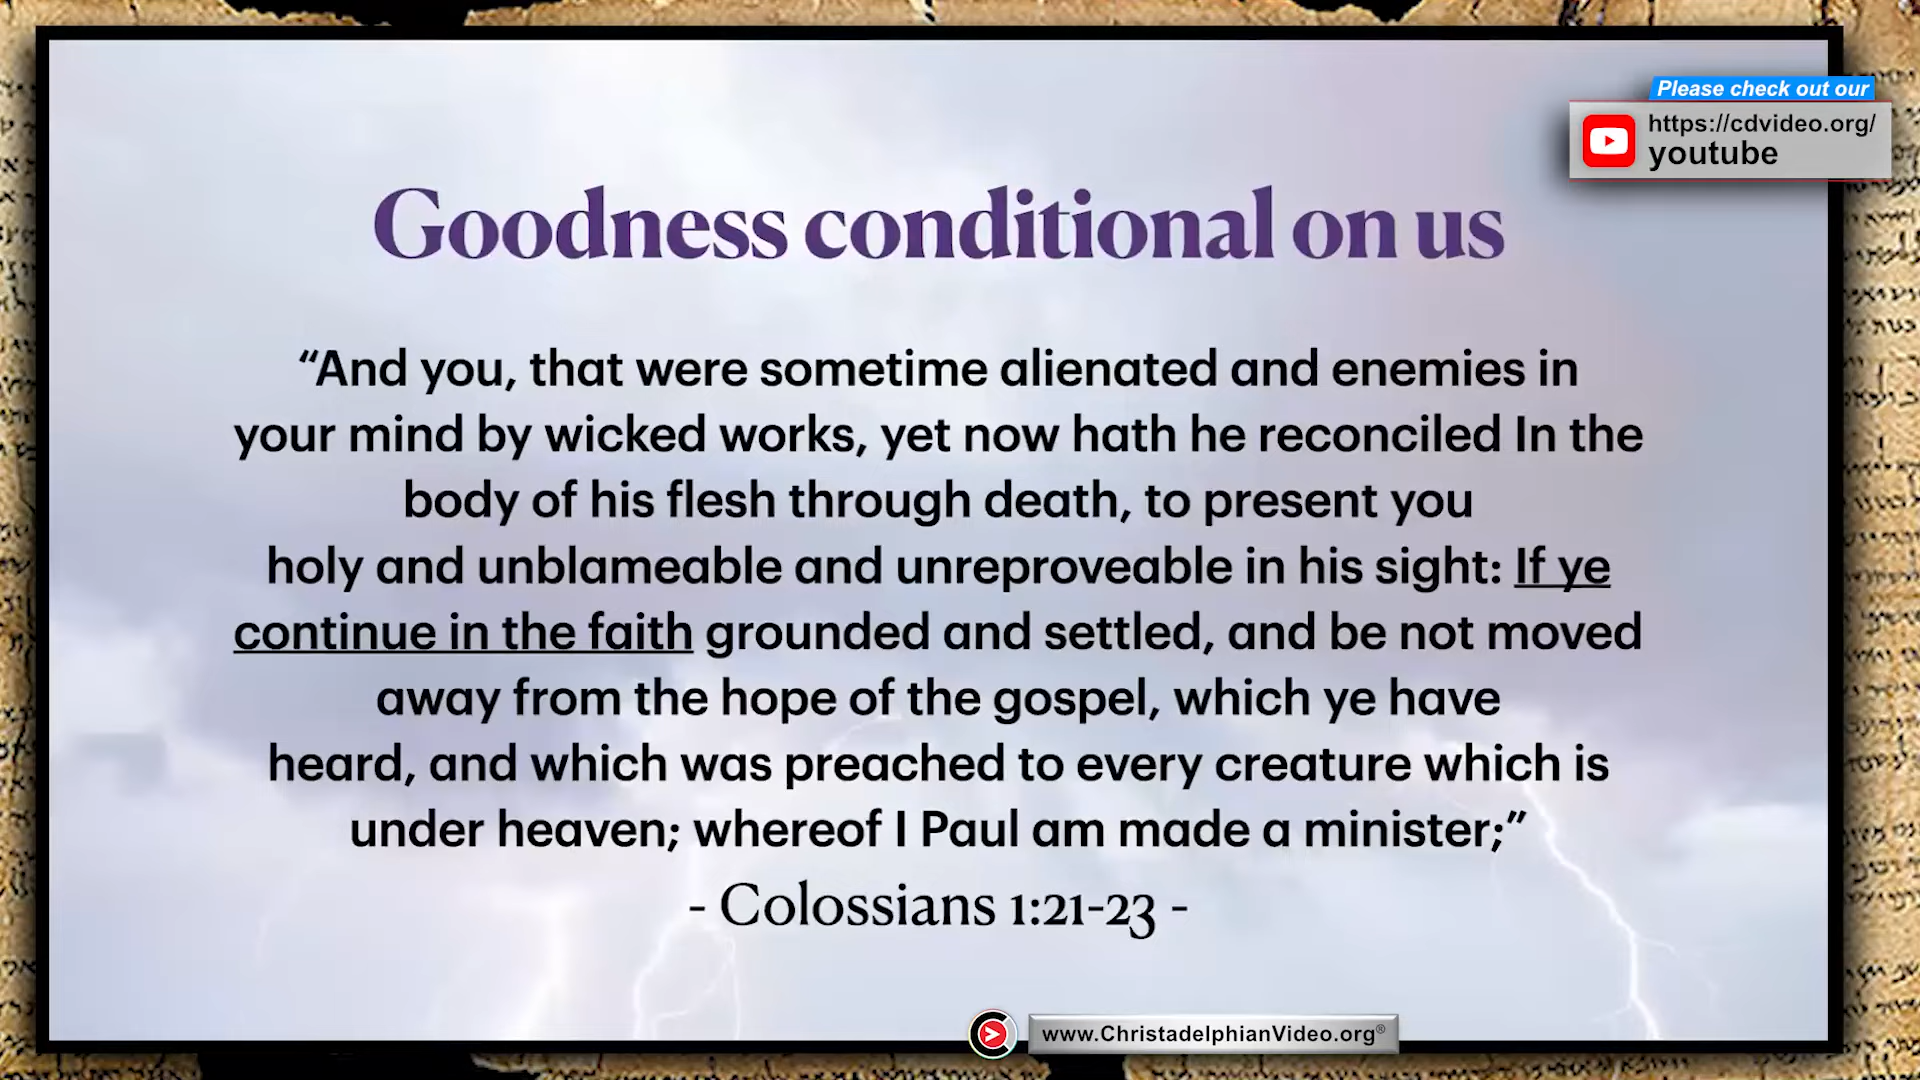 Please check out our
https://cdvideo.org/
youtube
Goodness conditional on us
“And you, that were sometime alienated and enemies in
your mind by wicked works, yet now hath he reconciled In the
body of his flesh through death, to present you
holy and unblameable and unreproveable in his sight: If ye
continue in the faith grounded and settled, and be not moved
away from the hope of the gospel, which ye have
heard, and which was preached to every creature which is
under heaven; whereof I Paul am made a minister;”
- Colossians 1:21-23 -
www.ChristadelphianVideo.org®